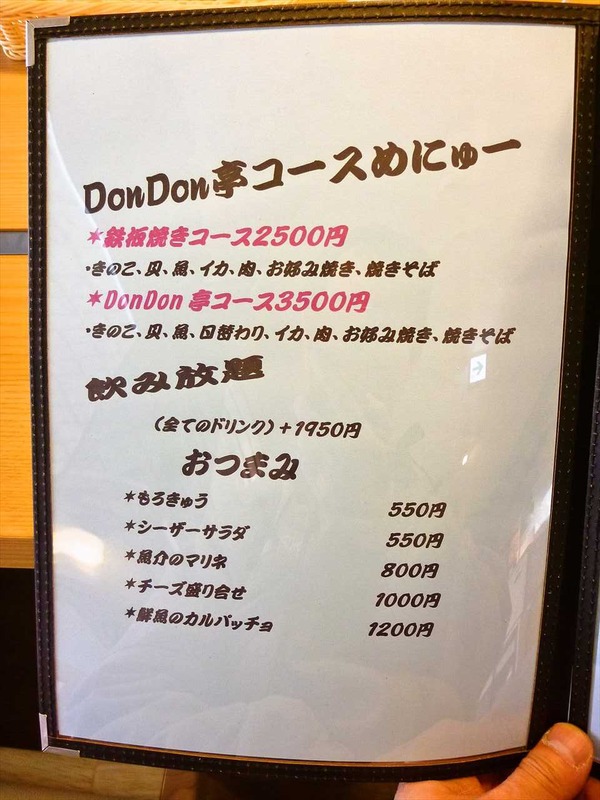 DonDon亭コースめにゅー
*鉄板焼きコース2500円
・きのこ、貝、魚、イカ、肉、お好み焼き、焼きそば
*DonDon亭コース3500円
・きのこ、貝、魚、日替わり、イカ、肉、お好み焼き、焼きそば
飲み放題
(全てのドリンク)+1950円
おつまみ
*もろきゅう 550円
*シーザーサラダ 550円
*魚介のマリネ 800円
*チーズ盛り合せ 1000円
*鮮魚のカルパッチョ 1200円